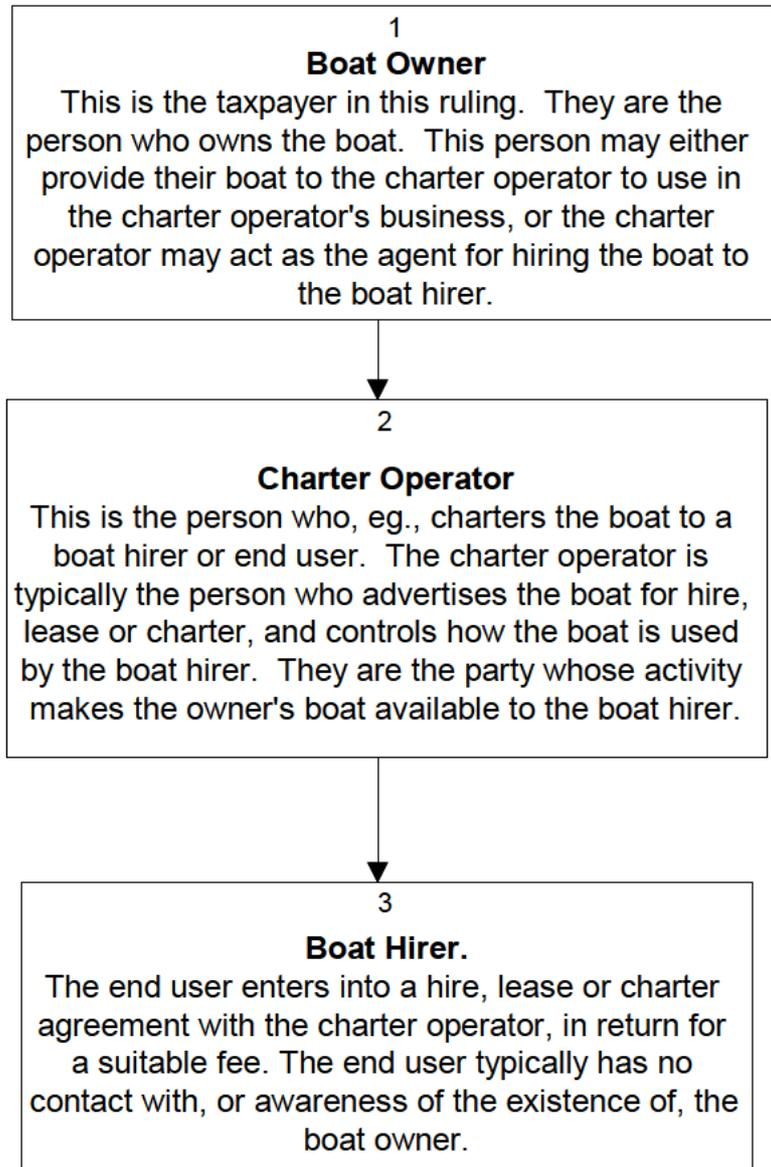 1
Boat Owner
This is the taxpayer in this ruling.  They are the
person who owns the boat.  This person may either
provide their boat to the charter operator to use in
the charter operator's business, or the charter
operator may act as the agent for hiring the boat to
the boat hirer.
2
Charter Operator
This is the person who, eg., charters the boat to a
boat hirer or end user.  The charter operator is
typically the person who advertises the boat for hire,
lease or charter, and controls how the boat is used
by the boat hirer.  They are the party whose activity
makes the owner's boat available to the boat hirer.
3
Boat Hirer.
The end user enters into a hire, lease or charter
agreement with the charter operator, in return for
a suitable fee. The end user typically has no
contact with, or awareness of the existence of, the
boat owner.